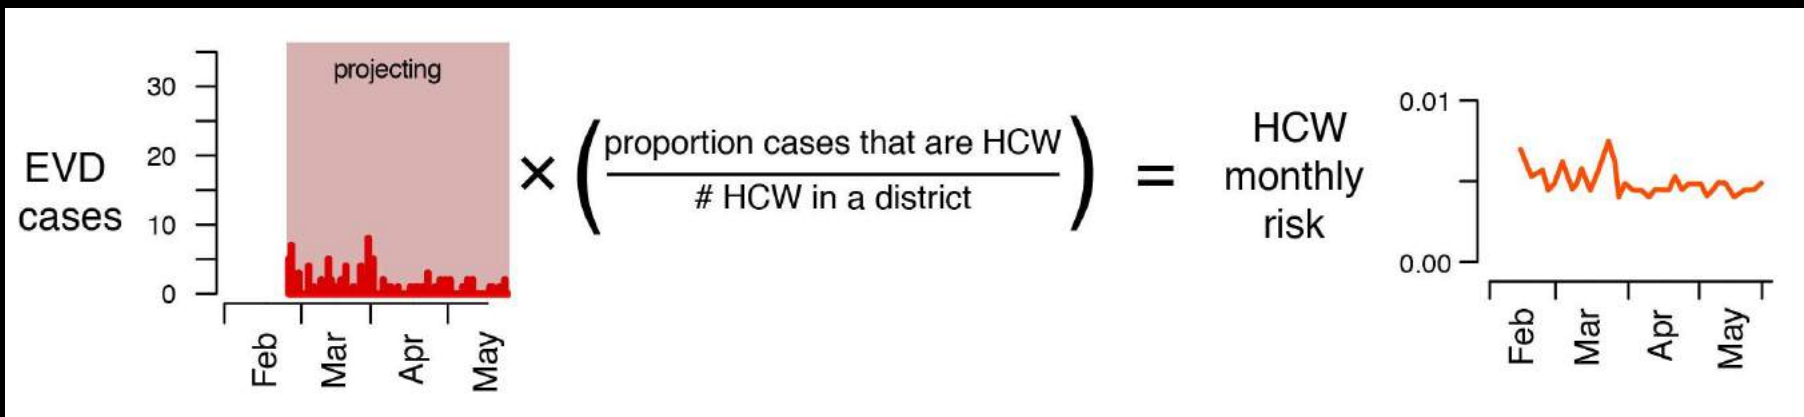 EVD
cases
30
20
10
0
projecting
Feb
Mar
Apr
May
×
(
proportion cases that are HCW
# HCW in a district
)
=
HCW
monthly
risk
0.01
0.00
Feb
Mar
Apr
May